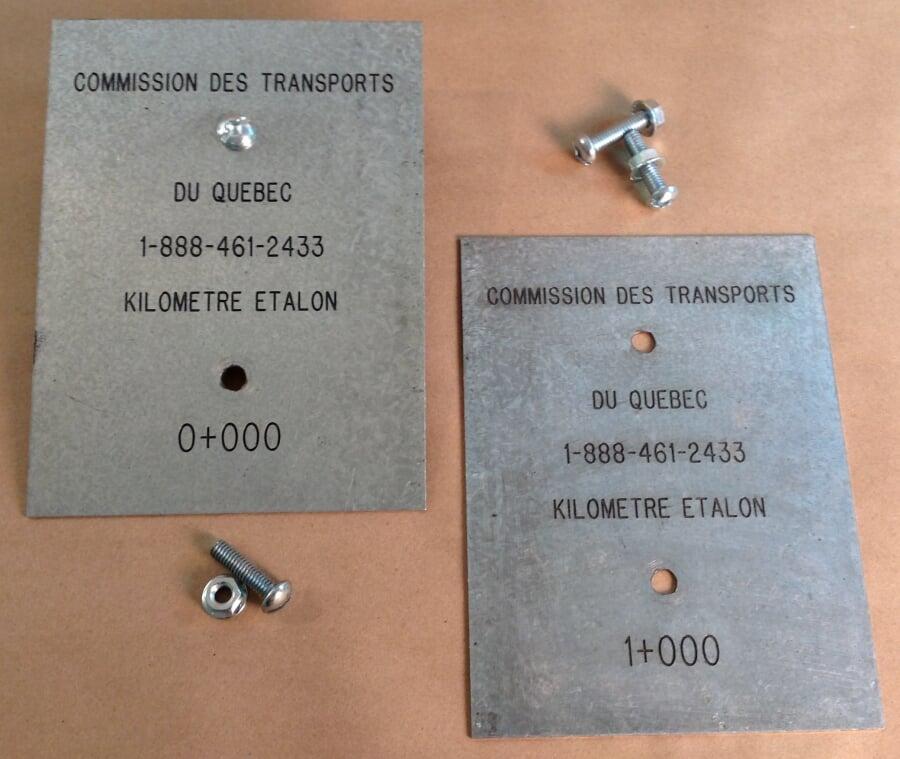 COMMISSION DES TRANSPORTS
DU QUEBEC
1-888-461-2433
KILOMETRE ETALON
0+000
COMMISSION DES TRANSPORTS
DU QUEBEC
1-888-461-2433
KILOMETRE ETALON
1+000